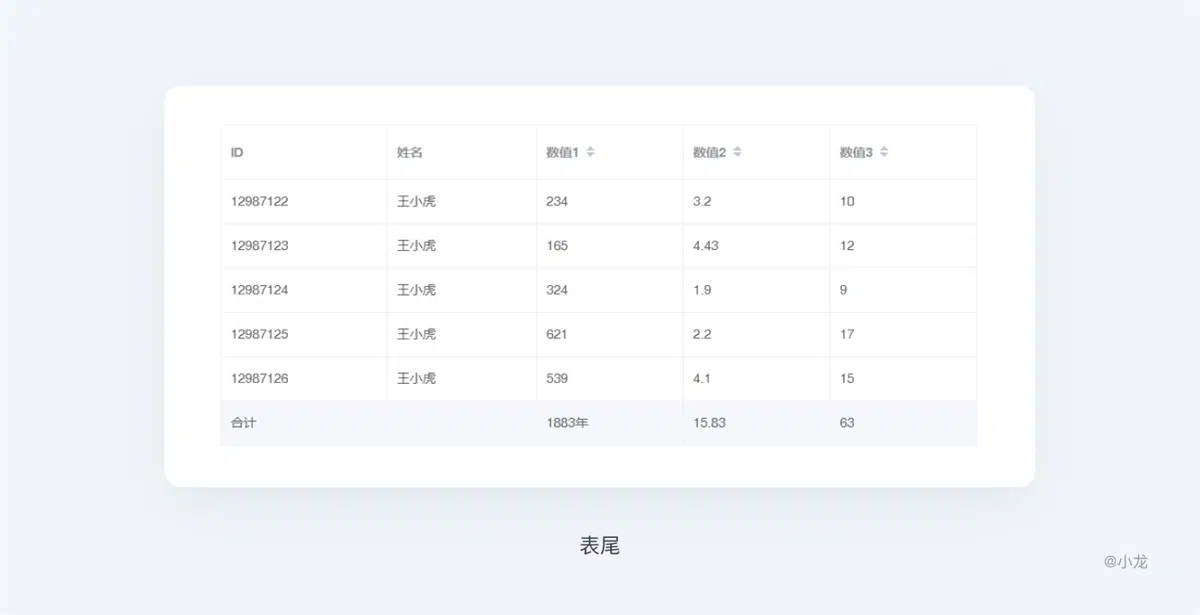 ID 姓名 数值1 数值2 数值3
12987122 王小虎 234 3.2 10
12987123 王小虎 165 4.43 12
12987124 王小虎 324 1.9 9
12987125 王小虎 621 2.2 17
12987126 王小虎 539 4.1 15
合计 1883年 15.83 63
表尾
@小龙